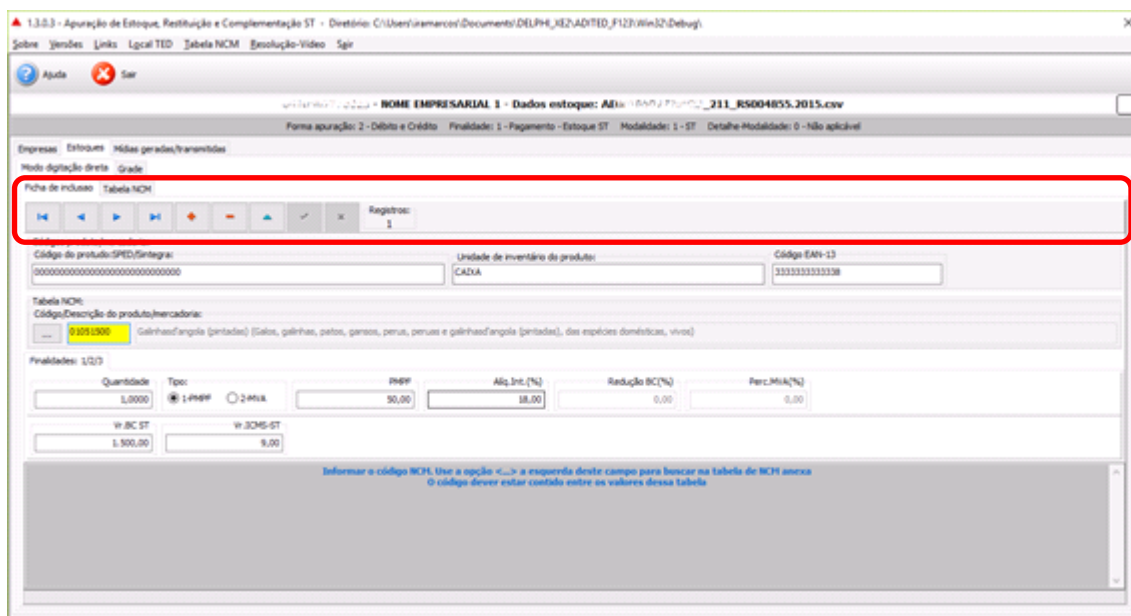 1.3.0.3 - Apuração de Estoque, Restituição e Complementação ST - Diretório: C:\Users\iramarcos\Documents\DELPHI_XE2\ADITED_F123\Win32\Debug\
Sobre Versões Links Local TED Tabela NCM Resolução-Video Sair
Ajuda Sair
- NOME EMPRESARIAL 1 - Dados estoque: _211_RS004855.2015.csv
Forma apuração: 2 - Débito e Crédito Finalidade: 1 - Pagamento - Estoque ST Modalidade: 1 - ST Detalhe-Modalidade: 0 - Não aplicável
Empresas Estoques Mídias geradas/transmitidas
Modo digitação direta Grade
Ficha de inclusao Tabela NCM
Registros:
1
Código do protudo:SPED/Sintegra: Unidade de inventário do produto: Código EAN-13
CAIXA 3333333333338
Tabela NCM:
Código/Descrição do produto/mercadoria:
... 01051500 Galinhasd'angola (pintadas) (Galos, galinhas, patos, gansos, perus, peruas e galinhasd'angola (pintadas), das espécies domésticas, vivos)
Finalidades: 1/2/3
Quantidade Tipo: PMPF Aliq.Int.(%) Redução BC(%) Perc.MVA(%)
1,0000 1-PMPF 2-MVA 50,00 18,00 0,00 0,00
Vr.BC ST Vr.ICMS-ST
1.500,00 9,00
Informar o código NCM. Use a opção <...> a esquerda deste campo para buscar na tabela de NCM anexa
O código dever estar contido entre os valores dessa tabela